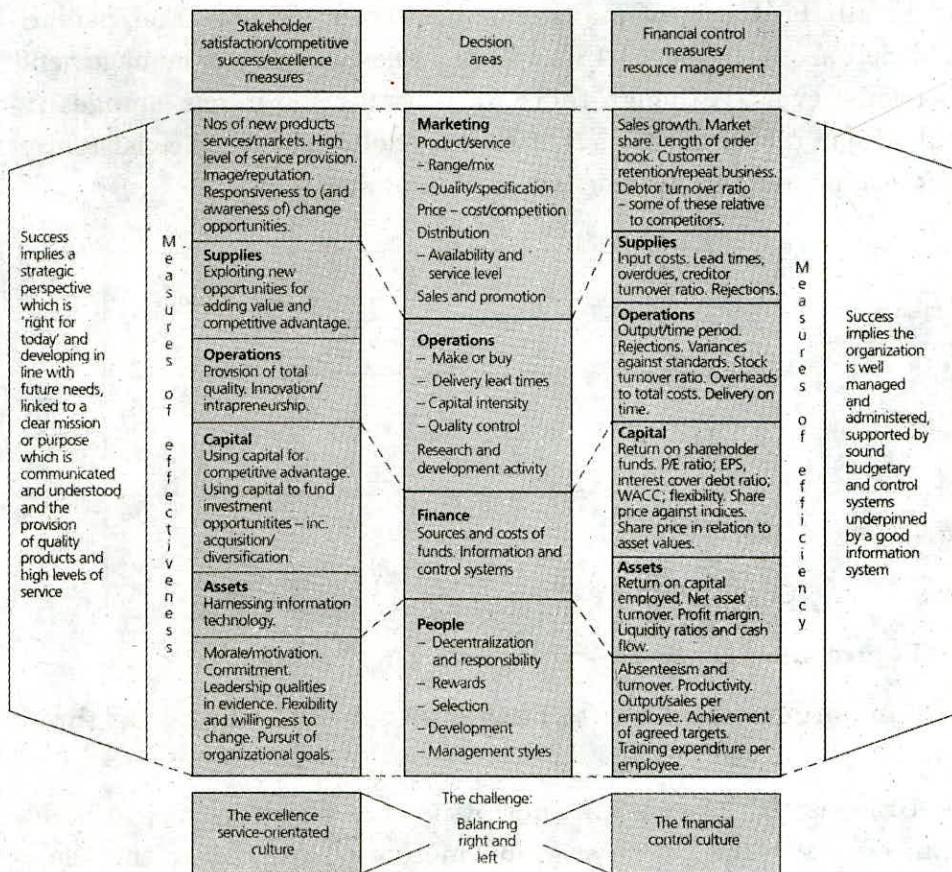 Stakeholder
satisfaction/competitive
success/excellence
measures
Decision
areas
Financial control
measures/
resource management
Success
implies a
strategic
perspective
which is
'right for
today' and
developing in
line with
future needs,
linked to a
clear mission
or purpose
which is
communicated
and understood
and the
provision
of quality
products and
high levels of
service
Measures of effectiveness
Nos of new products
services/markets. High
level of service provision.
Image/reputation.
Responsiveness to (and
awareness of) change
opportunities.
Supplies
Exploiting new
opportunities for
adding value and
competitive advantage.
Operations
Provision of total
quality. Innovation/
intrapreneurship.
Capital
Using capital for
competitive advantage.
Using capital to fund
investment
opportunitites – inc.
acquisition/
diversification.
Assets
Harnessing information
technology.
Morale/motivation.
Commitment.
Leadership qualities
in evidence. Flexibility
and willingness to
change. Pursuit of
organizational goals.
Marketing
Product/service
– Range/mix
– Quality/specification
Price – cost/competition
Distribution
– Availability and
service level
Sales and promotion
Operations
– Make or buy
– Delivery lead times
– Capital intensity
– Quality control
Research and
development activity
Finance
Sources and costs of
funds. Information and
control systems
People
– Decentralization
and responsibility
– Rewards
– Selection
– Development
– Management styles
Sales growth. Market
share. Length of order
book. Customer
retention/repeat business.
Debtor turnover ratio
– some of these relative
to competitors.
Supplies
Input costs. Lead times,
overdues, creditor
turnover ratio. Rejections.
Operations
Output/time period.
Rejections. Variances
against standards. Stock
turnover ratio. Overheads
to total costs. Delivery on
time.
Capital
Return on shareholder
funds. P/E ratio; EPS,
interest cover debt ratio;
WACC; flexibility. Share
price against indices.
Share price in relation to
asset values.
Assets
Return on capital
employed. Net asset
turnover. Profit margin.
Liquidity ratios and cash
flow.
Absenteeism and
turnover. Productivity.
Output/sales per
employee. Achievement
of agreed targets.
Training expenditure per
employee.
Measures of efficiency
Success
implies the
organization
is well
managed
and
administered,
supported by
sound
budgetary
and control
systems
underpinned
by a good
information
system
The excellence
service-orientated
culture
The challenge:
Balancing
right and
left
The financial
control culture